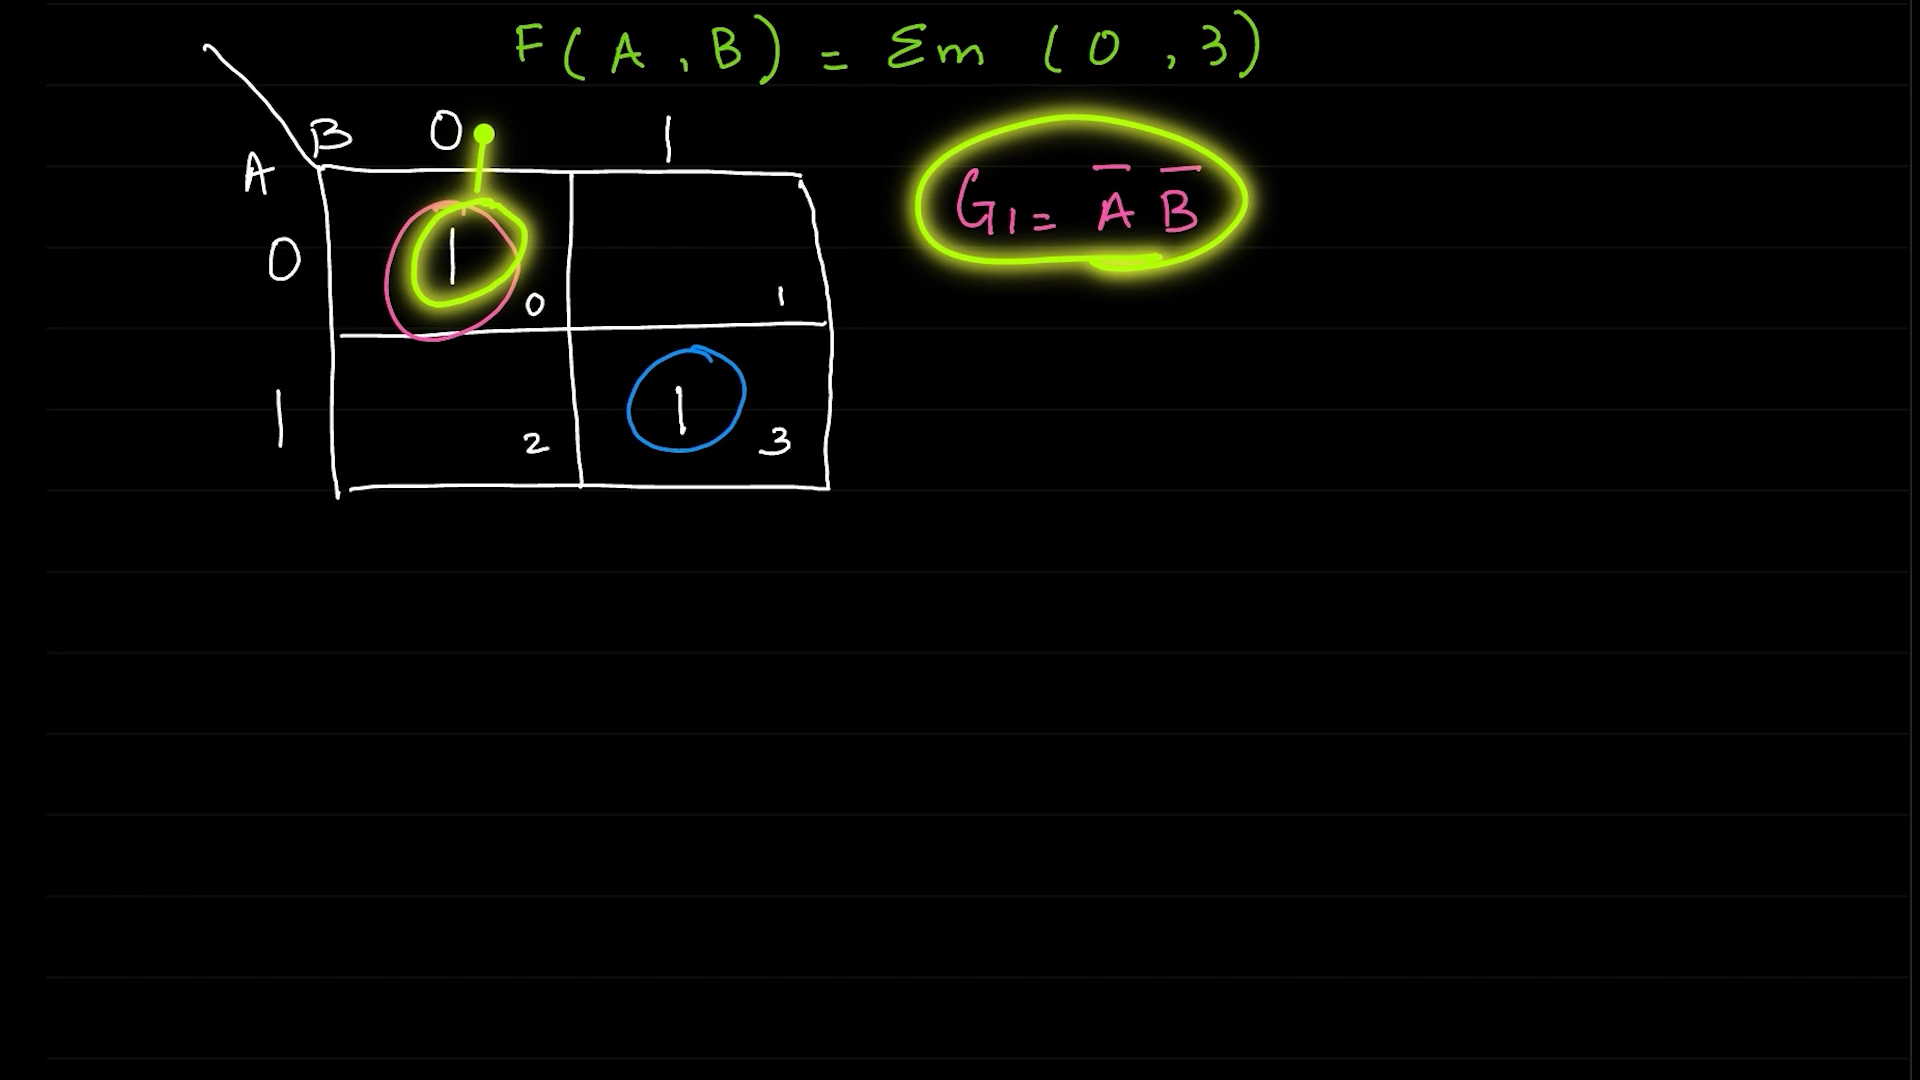 F(A,B) = Σm (0,3)
B 0 1
A
G1 = A̅ B̅
0 1 0 1
1 2 1 3